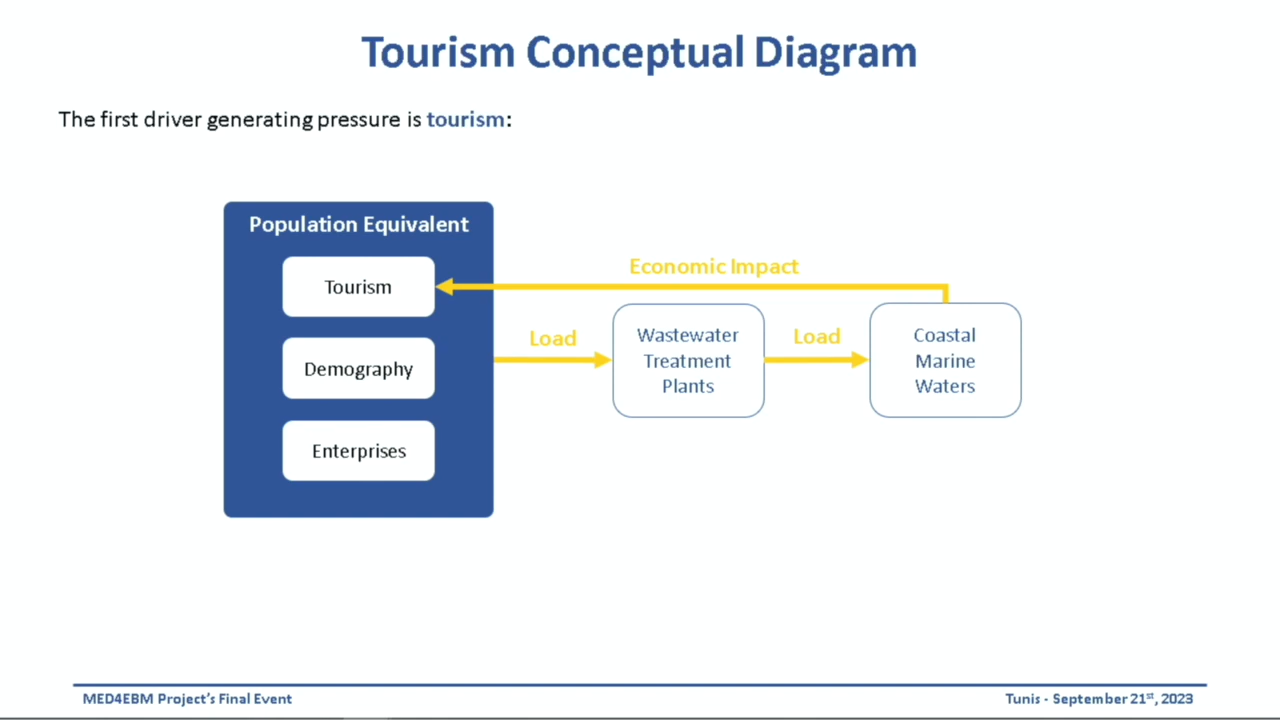 Tourism Conceptual Diagram
The first driver generating pressure is tourism:
Population Equivalent
Tourism
Demography
Enterprises
Economic Impact
Load
Wastewater
Treatment
Plants
Load
Coastal
Marine
Waters
MED4EBM Project’s Final Event
Tunis - September 21st, 2023